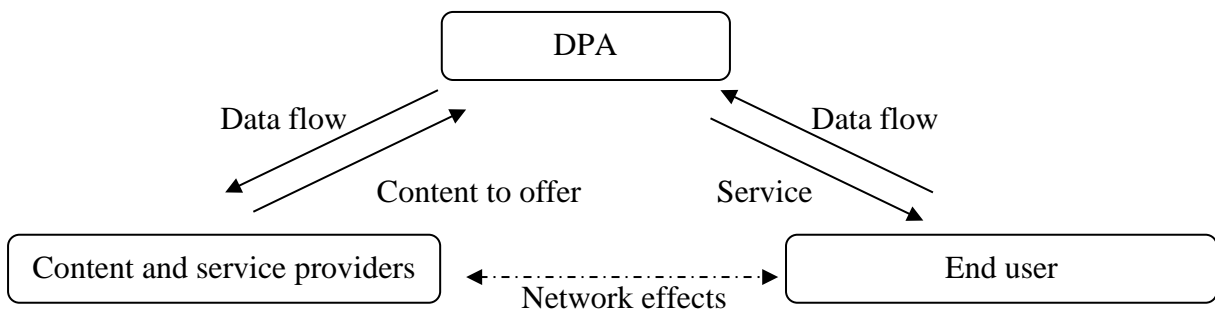 DPA
Data flow
Data flow
Content to offer
Service
Content and service providers
End user
Network effects